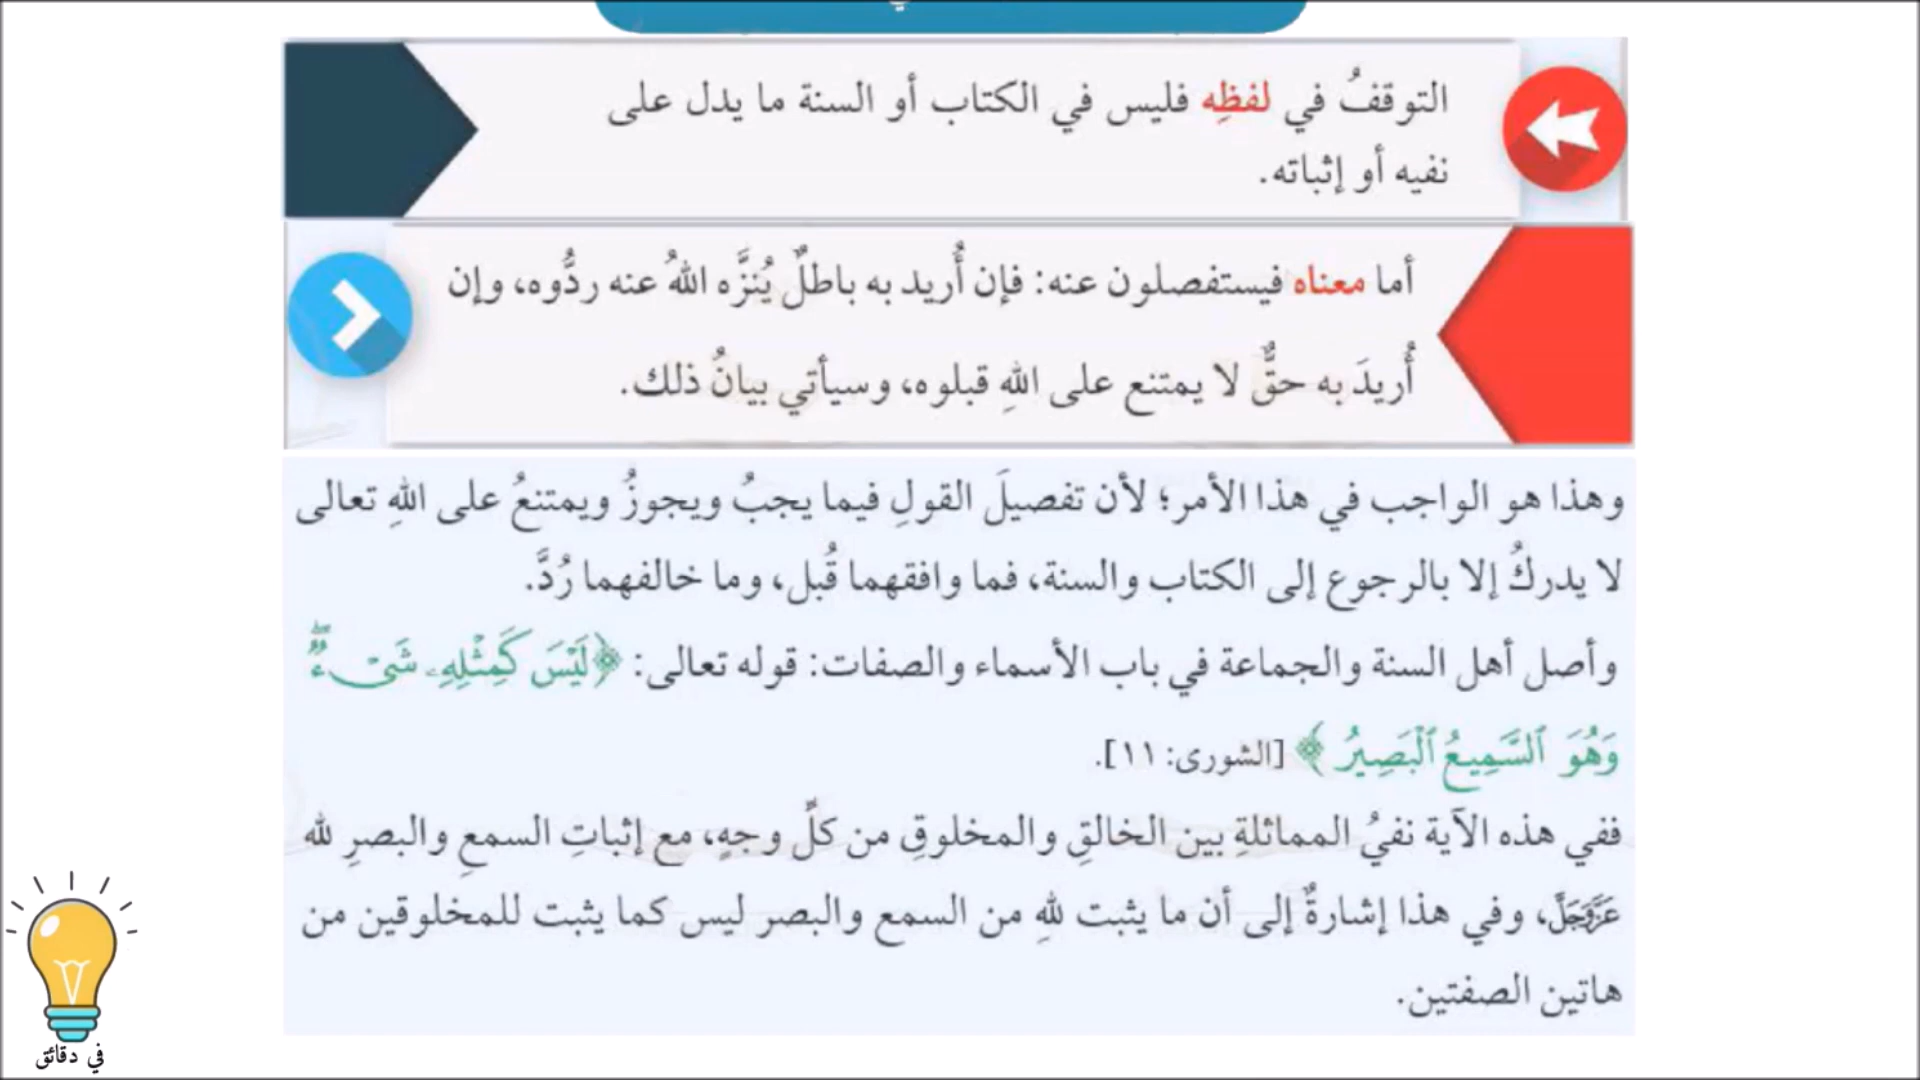 التوقفُ في لفظِه فليس في الكتاب أو السنة ما يدل على
نفيه أو إثباته.
أما معناه فيستفصلون عنه: فإن أُريد به باطلٌ يُنزَّه اللهُ عنه ردُّوه، وإن
أُريدَ به حقٌّ لا يمتنع على اللهِ قبلوه، وسيأتي بيانُ ذلك.
وهذا هو الواجب في هذا الأمر؛ لأن تفصيلَ القولِ فيما يجبُ ويجوزُ ويمتنعُ على اللهِ تعالى
لا يدركُ إلا بالرجوع إلى الكتاب والسنة، فما وافقهما قُبل، وما خالفهما رُدَّ.
وأصل أهل السنة والجماعة في باب الأسماء والصفات: قوله تعالى: ﴿لَيْسَ كَمِثْلِهِۦ شَىْءٌۖ
وَهُوَ ٱلسَّمِيعُ ٱلْبَصِيرُ﴾ [الشورى: ١١].
ففي هذه الآية نفيُ المماثلةِ بين الخالقِ والمخلوقِ من كلِّ وجهٍ، مع إثباتِ السمعِ والبصرِ لله
عَزَّوَجَلَّ، وفي هذا إشارةٌ إلى أن ما يثبت للهِ من السمع والبصر ليس كما يثبت للمخلوقين من
هاتين الصفتين.
في دقائق